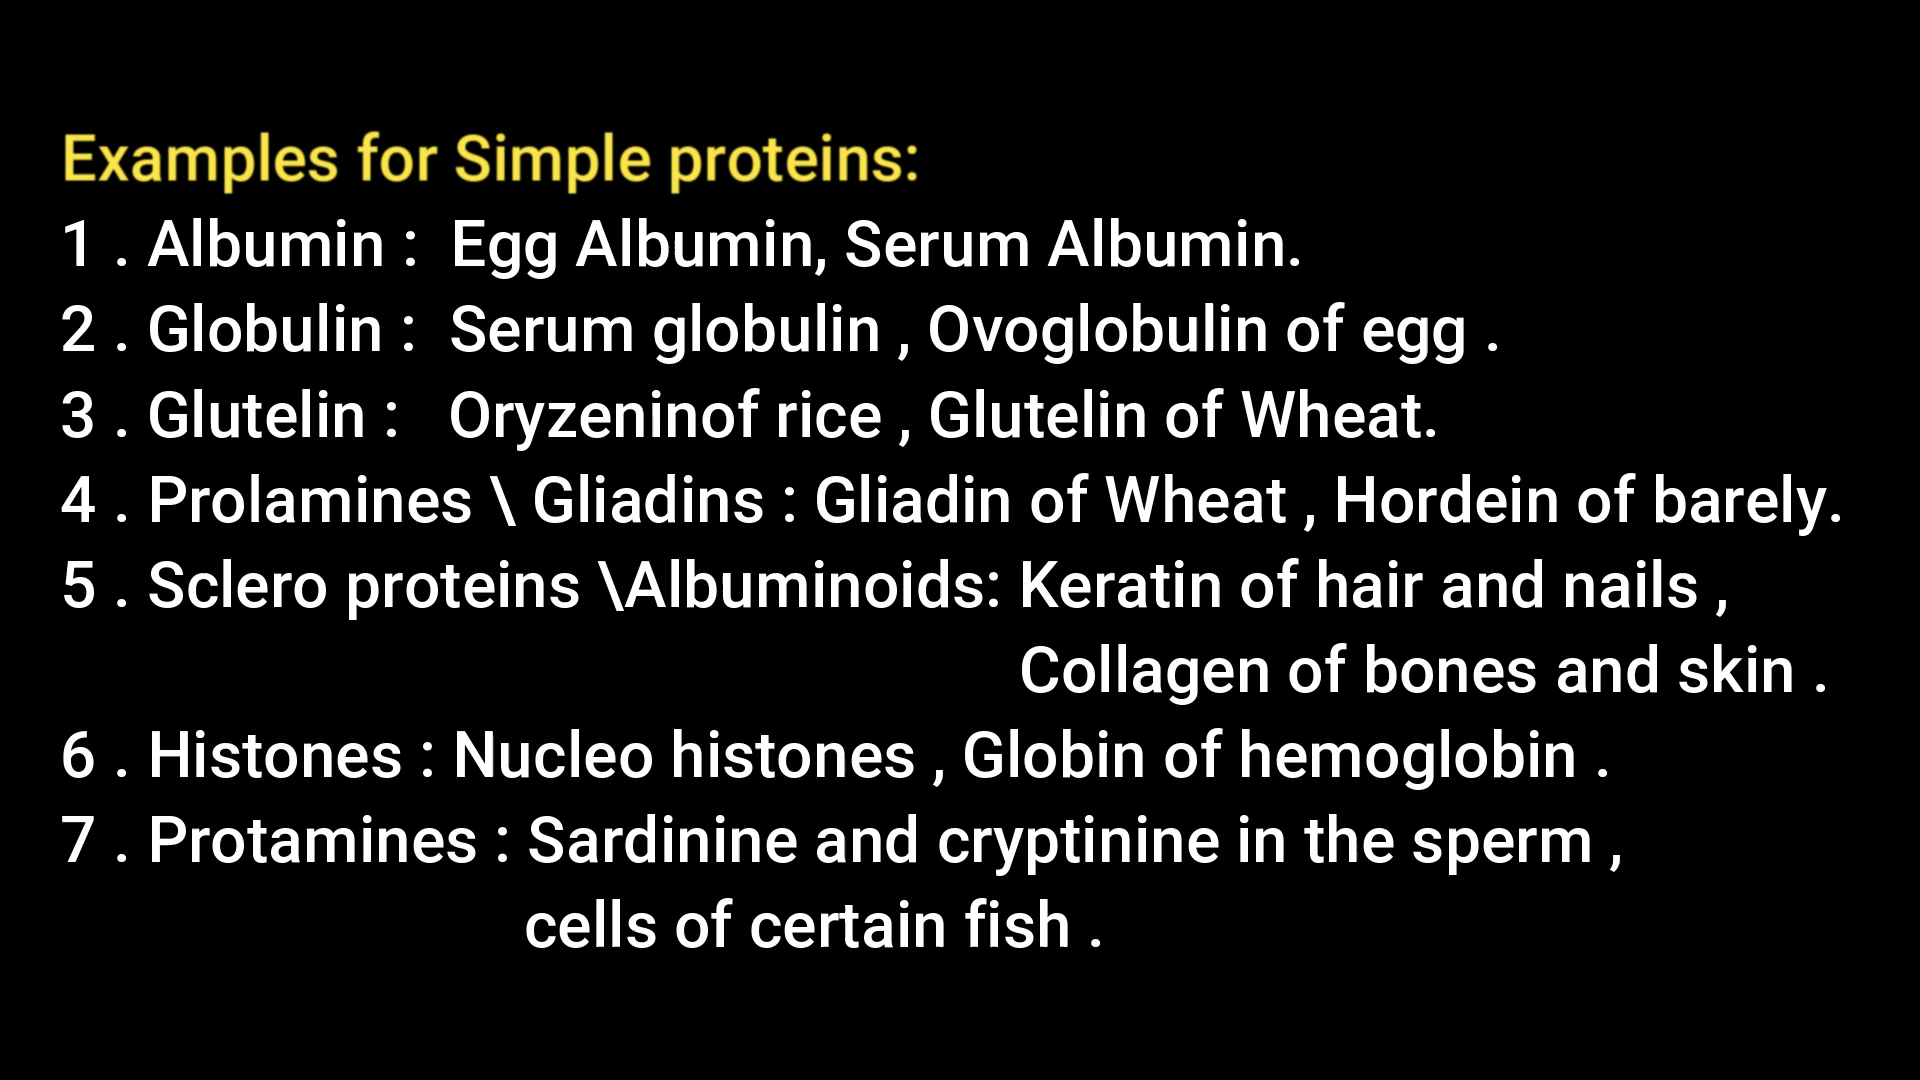 Examples for Simple proteins:
1 . Albumin :  Egg Albumin, Serum Albumin.
2 . Globulin :  Serum globulin , Ovoglobulin of egg .
3 . Glutelin :   Oryzeninof rice , Glutelin of Wheat.
4 . Prolamines \ Gliadins : Gliadin of Wheat , Hordein of barely.
5 . Sclero proteins \Albuminoids: Keratin of hair and nails ,
Collagen of bones and skin .
6 . Histones : Nucleo histones , Globin of hemoglobin .
7 . Protamines : Sardinine and cryptinine in the sperm ,
cells of certain fish .